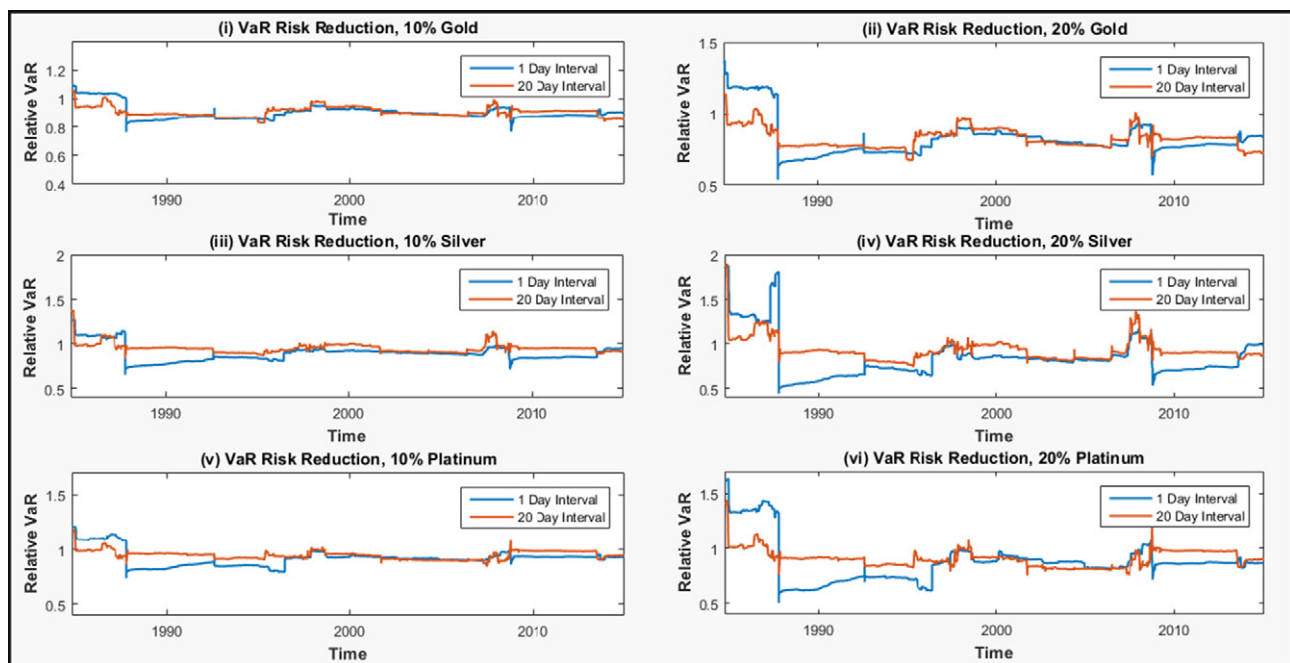 (i) VaR Risk Reduction, 10% Gold
Relative VaR
1.2
1
0.8
0.6
0.4
1 Day Interval
20 Day Interval
1990
2000
2010
Time
(ii) VaR Risk Reduction, 20% Gold
Relative VaR
1.5
1
0.5
1 Day Interval
20 Day Interval
1990
2000
2010
Time
(iii) VaR Risk Reduction, 10% Silver
Relative VaR
2
1.5
1
0.5
1 Day Interval
20 Day Interval
1990
2000
2010
Time
(iv) VaR Risk Reduction, 20% Silver
Relative VaR
2
1.5
1
0.5
1 Day Interval
20 Day Interval
1990
2000
2010
Time
(v) VaR Risk Reduction, 10% Platinum
Relative VaR
1.5
1
0.5
1 Day Interval
20 Day Interval
1990
2000
2010
Time
(vi) VaR Risk Reduction, 20% Platinum
Relative VaR
1.5
1
0.5
1 Day Interval
20 Day Interval
1990
2000
2010
Time